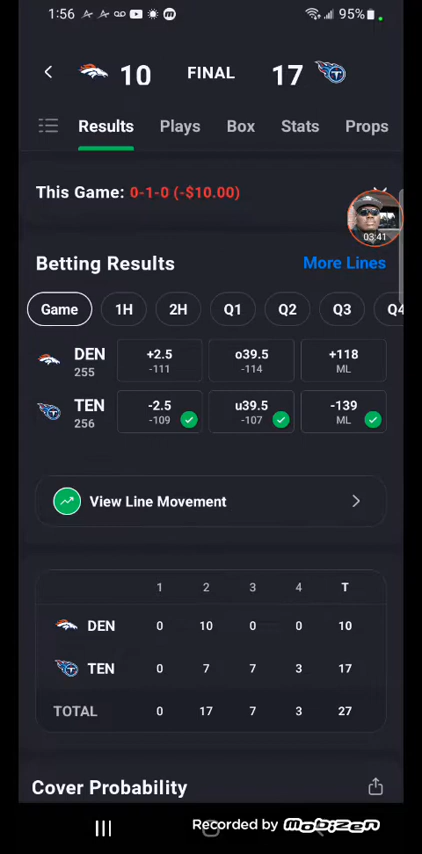 1:56 95%
10 FINAL 17
Results Plays Box Stats Props
This Game: 0-1-0 (-$10.00)
03:41
Betting Results More Lines
Game 1H 2H Q1 Q2 Q3 Q4
DEN +2.5 o39.5 +118
255 -111 -114 ML
TEN -2.5 u39.5 -139
256 -109 -107 ML
View Line Movement
1 2 3 4 T
DEN 0 10 0 0 10
TEN 0 7 7 3 17
TOTAL 0 17 7 3 27
Cover Probability
Recorded by MOBIZEN